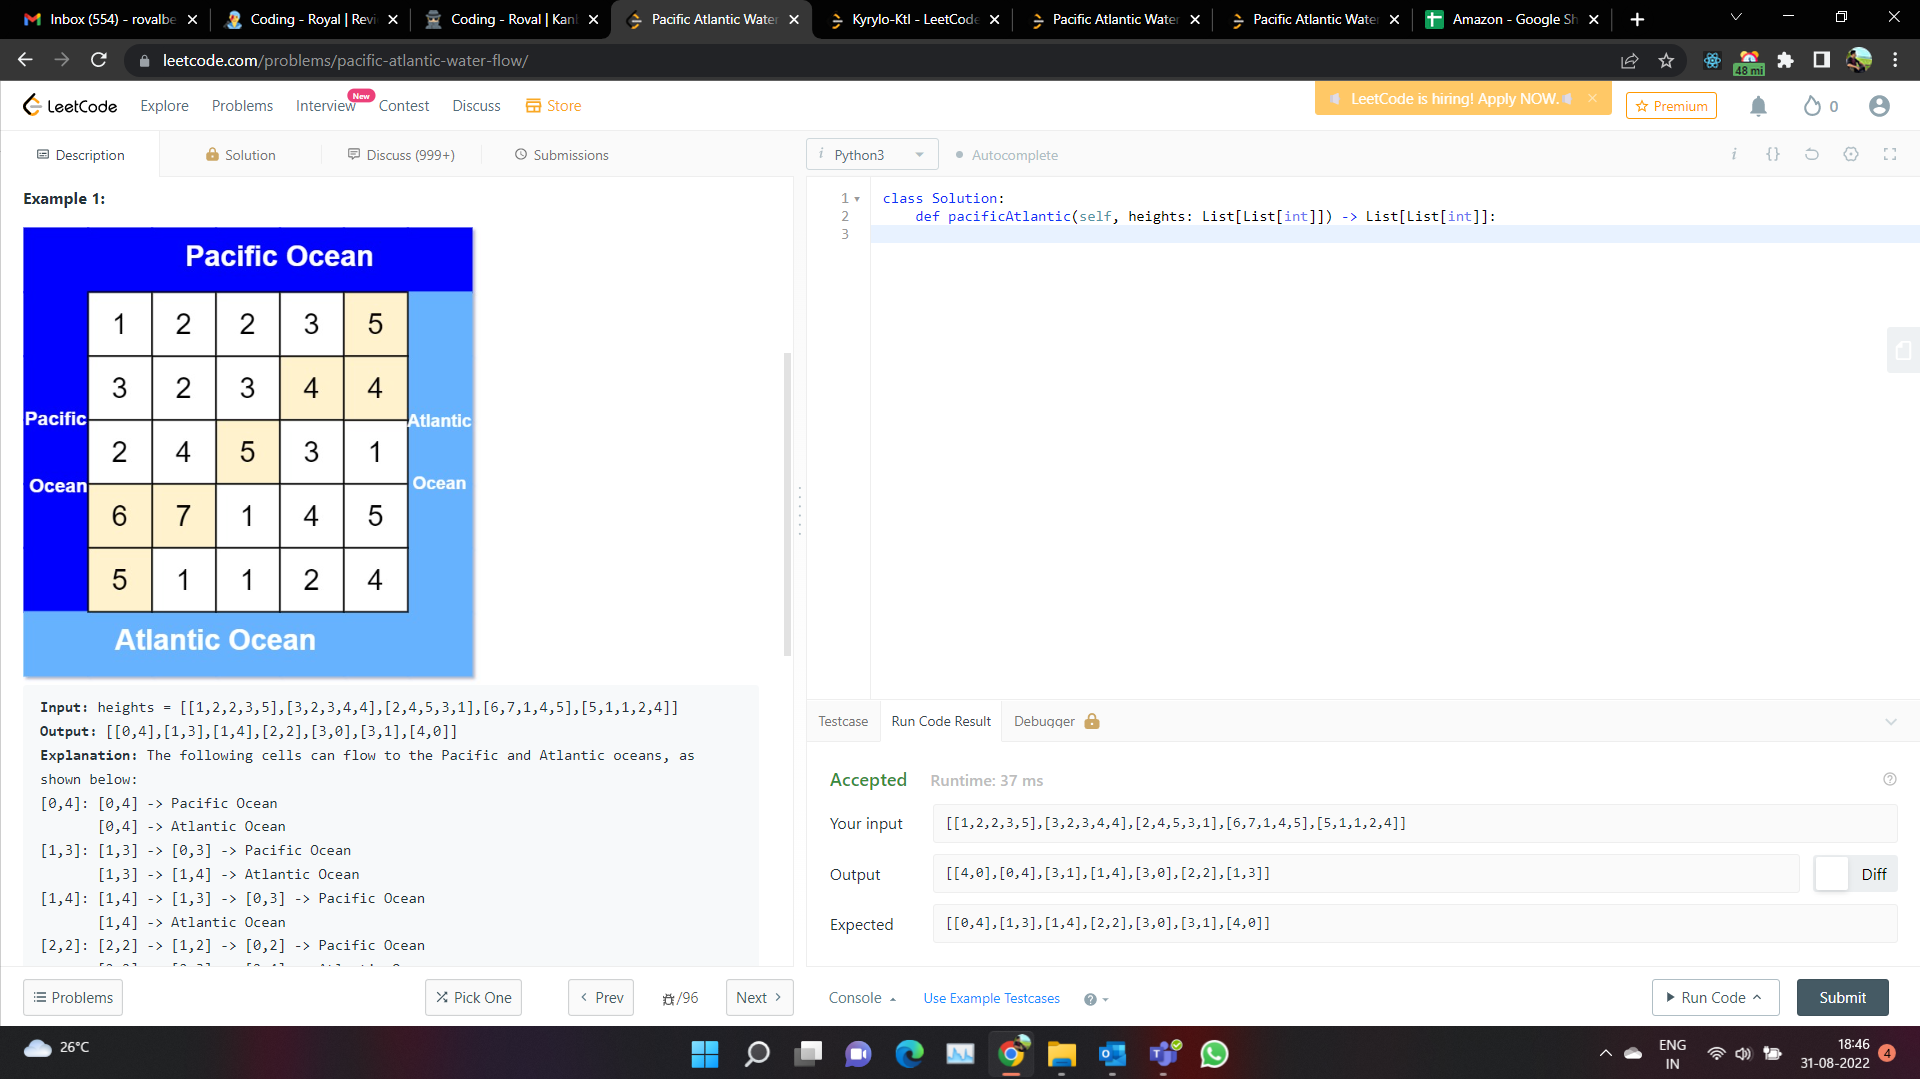 Inbox (554) - rovalbe
Coding - Royal | Revi
Coding - Roval | Kanl
Pacific Atlantic Water
Kyrylo-Ktl - LeetCode
Pacific Atlantic Water
Pacific Atlantic Water
Amazon - Google Sh
leetcode.com/problems/pacific-atlantic-water-flow/
48 mi
LeetCode
Explore
Problems
Interview
New
Contest
Discuss
Store
LeetCode is hiring! Apply NOW.
Premium
0
Description
Solution
Discuss (999+)
Submissions
i Python3
Autocomplete
i {}
Example 1:
Pacific Ocean
1 2 2 3 5
3 2 3 4 4
Pacific
Atlantic
2 4 5 3 1
Ocean
Ocean
6 7 1 4 5
5 1 1 2 4
Atlantic Ocean
Input: heights = [[1,2,2,3,5],[3,2,3,4,4],[2,4,5,3,1],[6,7,1,4,5],[5,1,1,2,4]]
Output: [[0,4],[1,3],[1,4],[2,2],[3,0],[3,1],[4,0]]
Explanation: The following cells can flow to the Pacific and Atlantic oceans, as
shown below:
[0,4]: [0,4] -> Pacific Ocean
[0,4] -> Atlantic Ocean
[1,3]: [1,3] -> [0,3] -> Pacific Ocean
[1,3] -> [1,4] -> Atlantic Ocean
[1,4]: [1,4] -> [1,3] -> [0,3] -> Pacific Ocean
[1,4] -> Atlantic Ocean
[2,2]: [2,2] -> [1,2] -> [0,2] -> Pacific Ocean
1 class Solution:
2 def pacificAtlantic(self, heights: List[List[int]]) -> List[List[int]]:
3
Testcase
Run Code Result
Debugger
Accepted
Runtime: 37 ms
Your input
[[1,2,2,3,5],[3,2,3,4,4],[2,4,5,3,1],[6,7,1,4,5],[5,1,1,2,4]]
Output
[[4,0],[0,4],[3,1],[1,4],[3,0],[2,2],[1,3]]
Diff
Expected
[[0,4],[1,3],[1,4],[2,2],[3,0],[3,1],[4,0]]
Problems
Pick One
Prev
/96
Next
Console
Use Example Testcases
Run Code
Submit
26°C
ENG
IN
18:46
31-08-2022
4